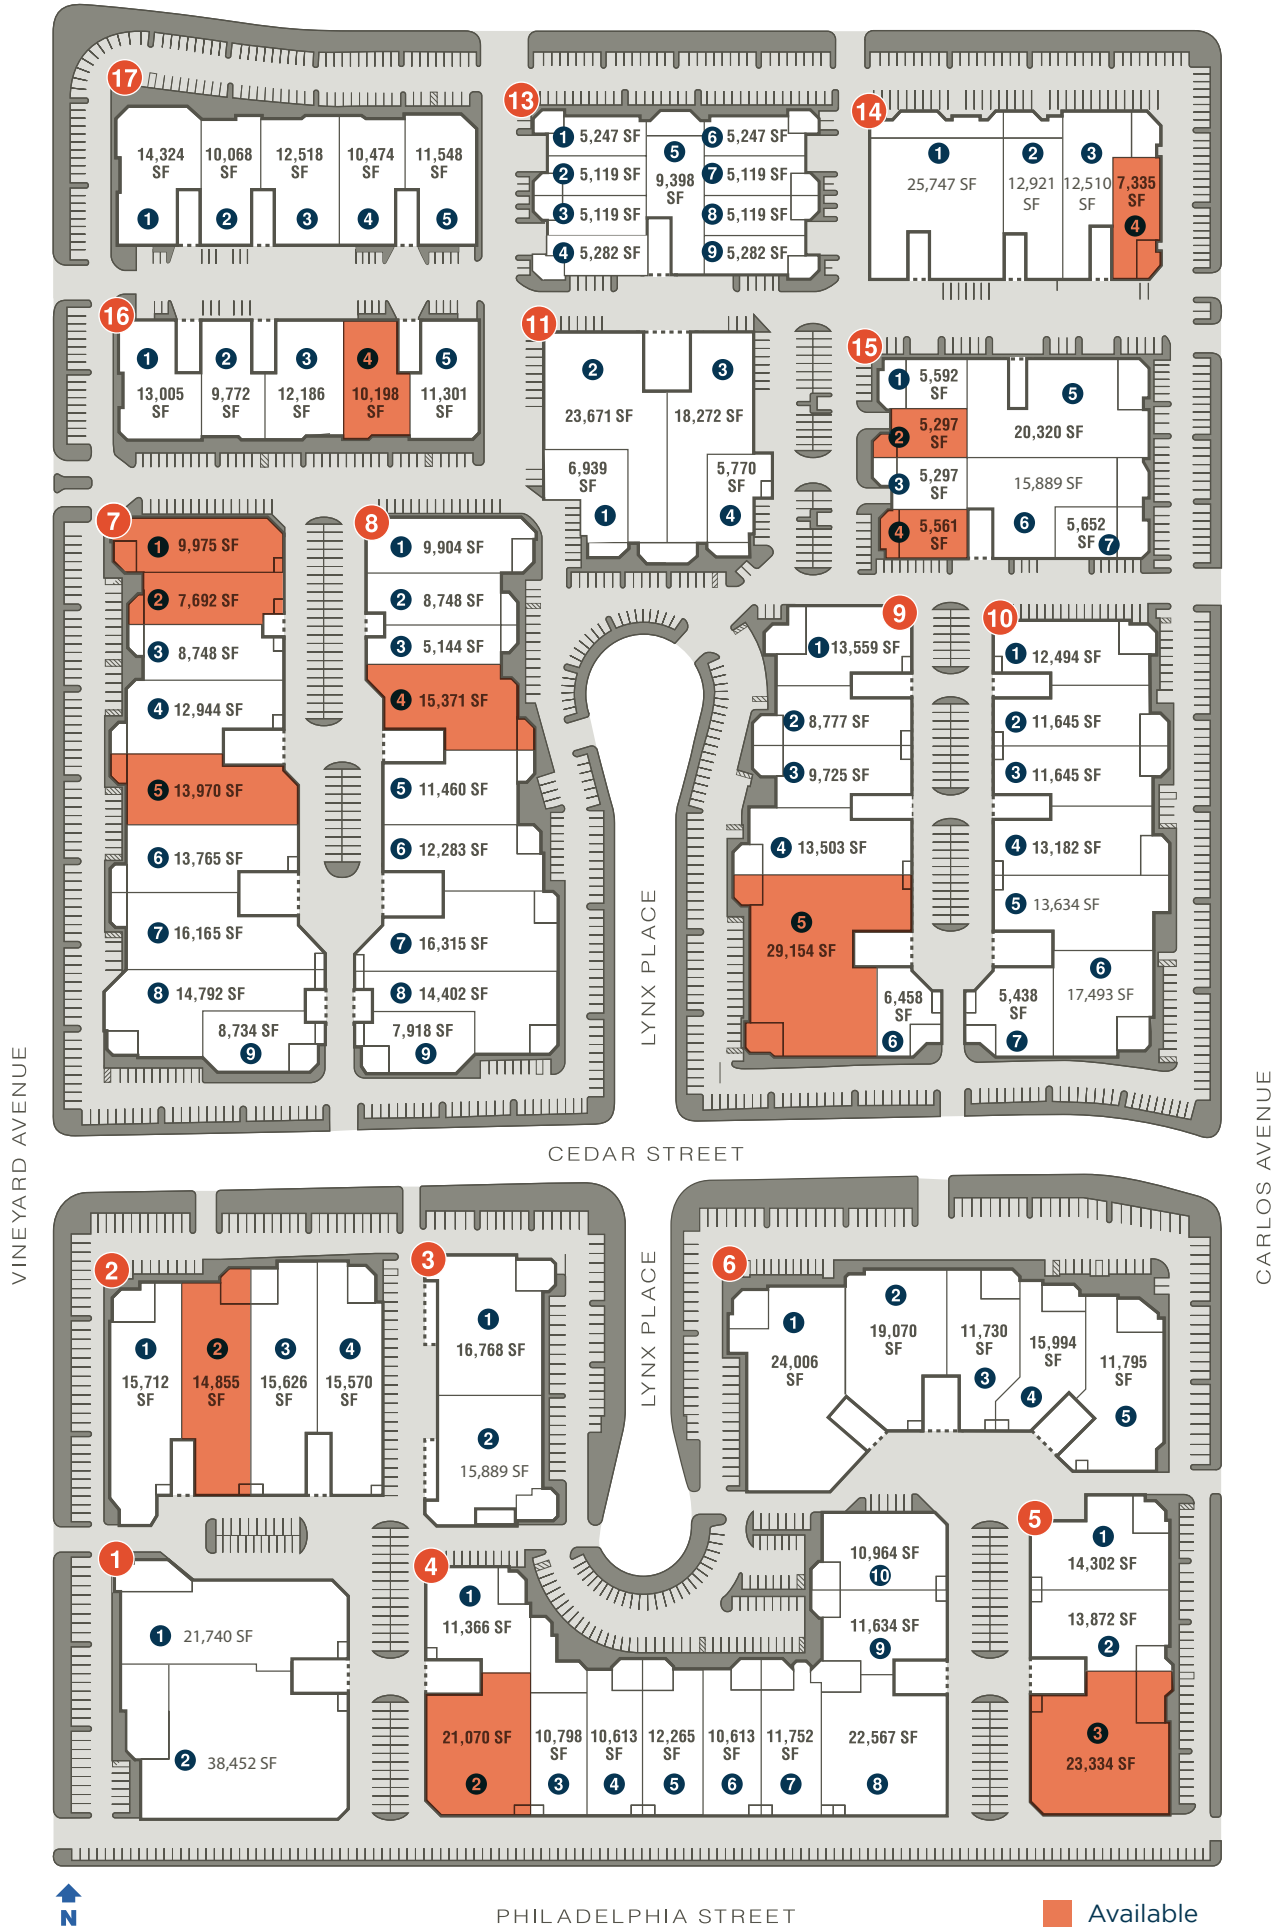 17
14,324
SF
10,068
SF
12,518
SF
10,474
SF
11,548
SF
1
2
3
4
5
13
1 5,247 SF
2 5,119 SF
3 5,119 SF
4 5,282 SF
5
9,398
SF
6 5,247 SF
7 5,119 SF
8 5,119 SF
9 5,282 SF
14
1
25,747 SF
2
12,921
SF
3
12,510
SF
7,335
SF
4
16
1
13,005
SF
2
9,772
SF
3
12,186
SF
4
10,198
SF
5
11,301
SF
11
2
23,671 SF
3
18,272 SF
6,939
SF
1
5,770
SF
4
15
1 5,592
SF
2 5,297
SF
3 5,297
SF
4 5,561
SF
5
20,320 SF
15,889 SF
6
5,652
SF 7
7
1 9,975 SF
2 7,692 SF
3 8,748 SF
4 12,944 SF
5 13,970 SF
6 13,765 SF
7 16,165 SF
8 14,792 SF
8,734 SF
9
8
1 9,904 SF
2 8,748 SF
3 5,144 SF
4 15,371 SF
5 11,460 SF
6 12,283 SF
7 16,315 SF
8 14,402 SF
7,918 SF
9
9
1 13,559 SF
2 8,777 SF
3 9,725 SF
4 13,503 SF
5
29,154 SF
6,458
SF
6
10
1 12,494 SF
2 11,645 SF
3 11,645 SF
4 13,182 SF
5 13,634 SF
6
17,493 SF
5,438
SF
7
LYNX PLACE
VINEYARD AVENUE
CARLOS AVENUE
CEDAR STREET
2
1
15,712
SF
2
14,855
SF
3
15,626
SF
4
15,570
SF
3
1
16,768 SF
2
15,889 SF
LYNX PLACE
6
1
24,006
SF
2
19,070
SF
11,730
SF
3
15,994
SF
4
11,795
SF
5
1
1 21,740 SF
2 38,452 SF
4
1
11,366 SF
21,070 SF
2
10,798
SF
3
10,613
SF
4
12,265
SF
5
10,613
SF
6
11,752
SF
7
22,567 SF
8
10,964 SF
10
11,634 SF
9
5
1
14,302 SF
13,872 SF
2
3
23,334 SF
N
PHILADELPHIA STREET
Available